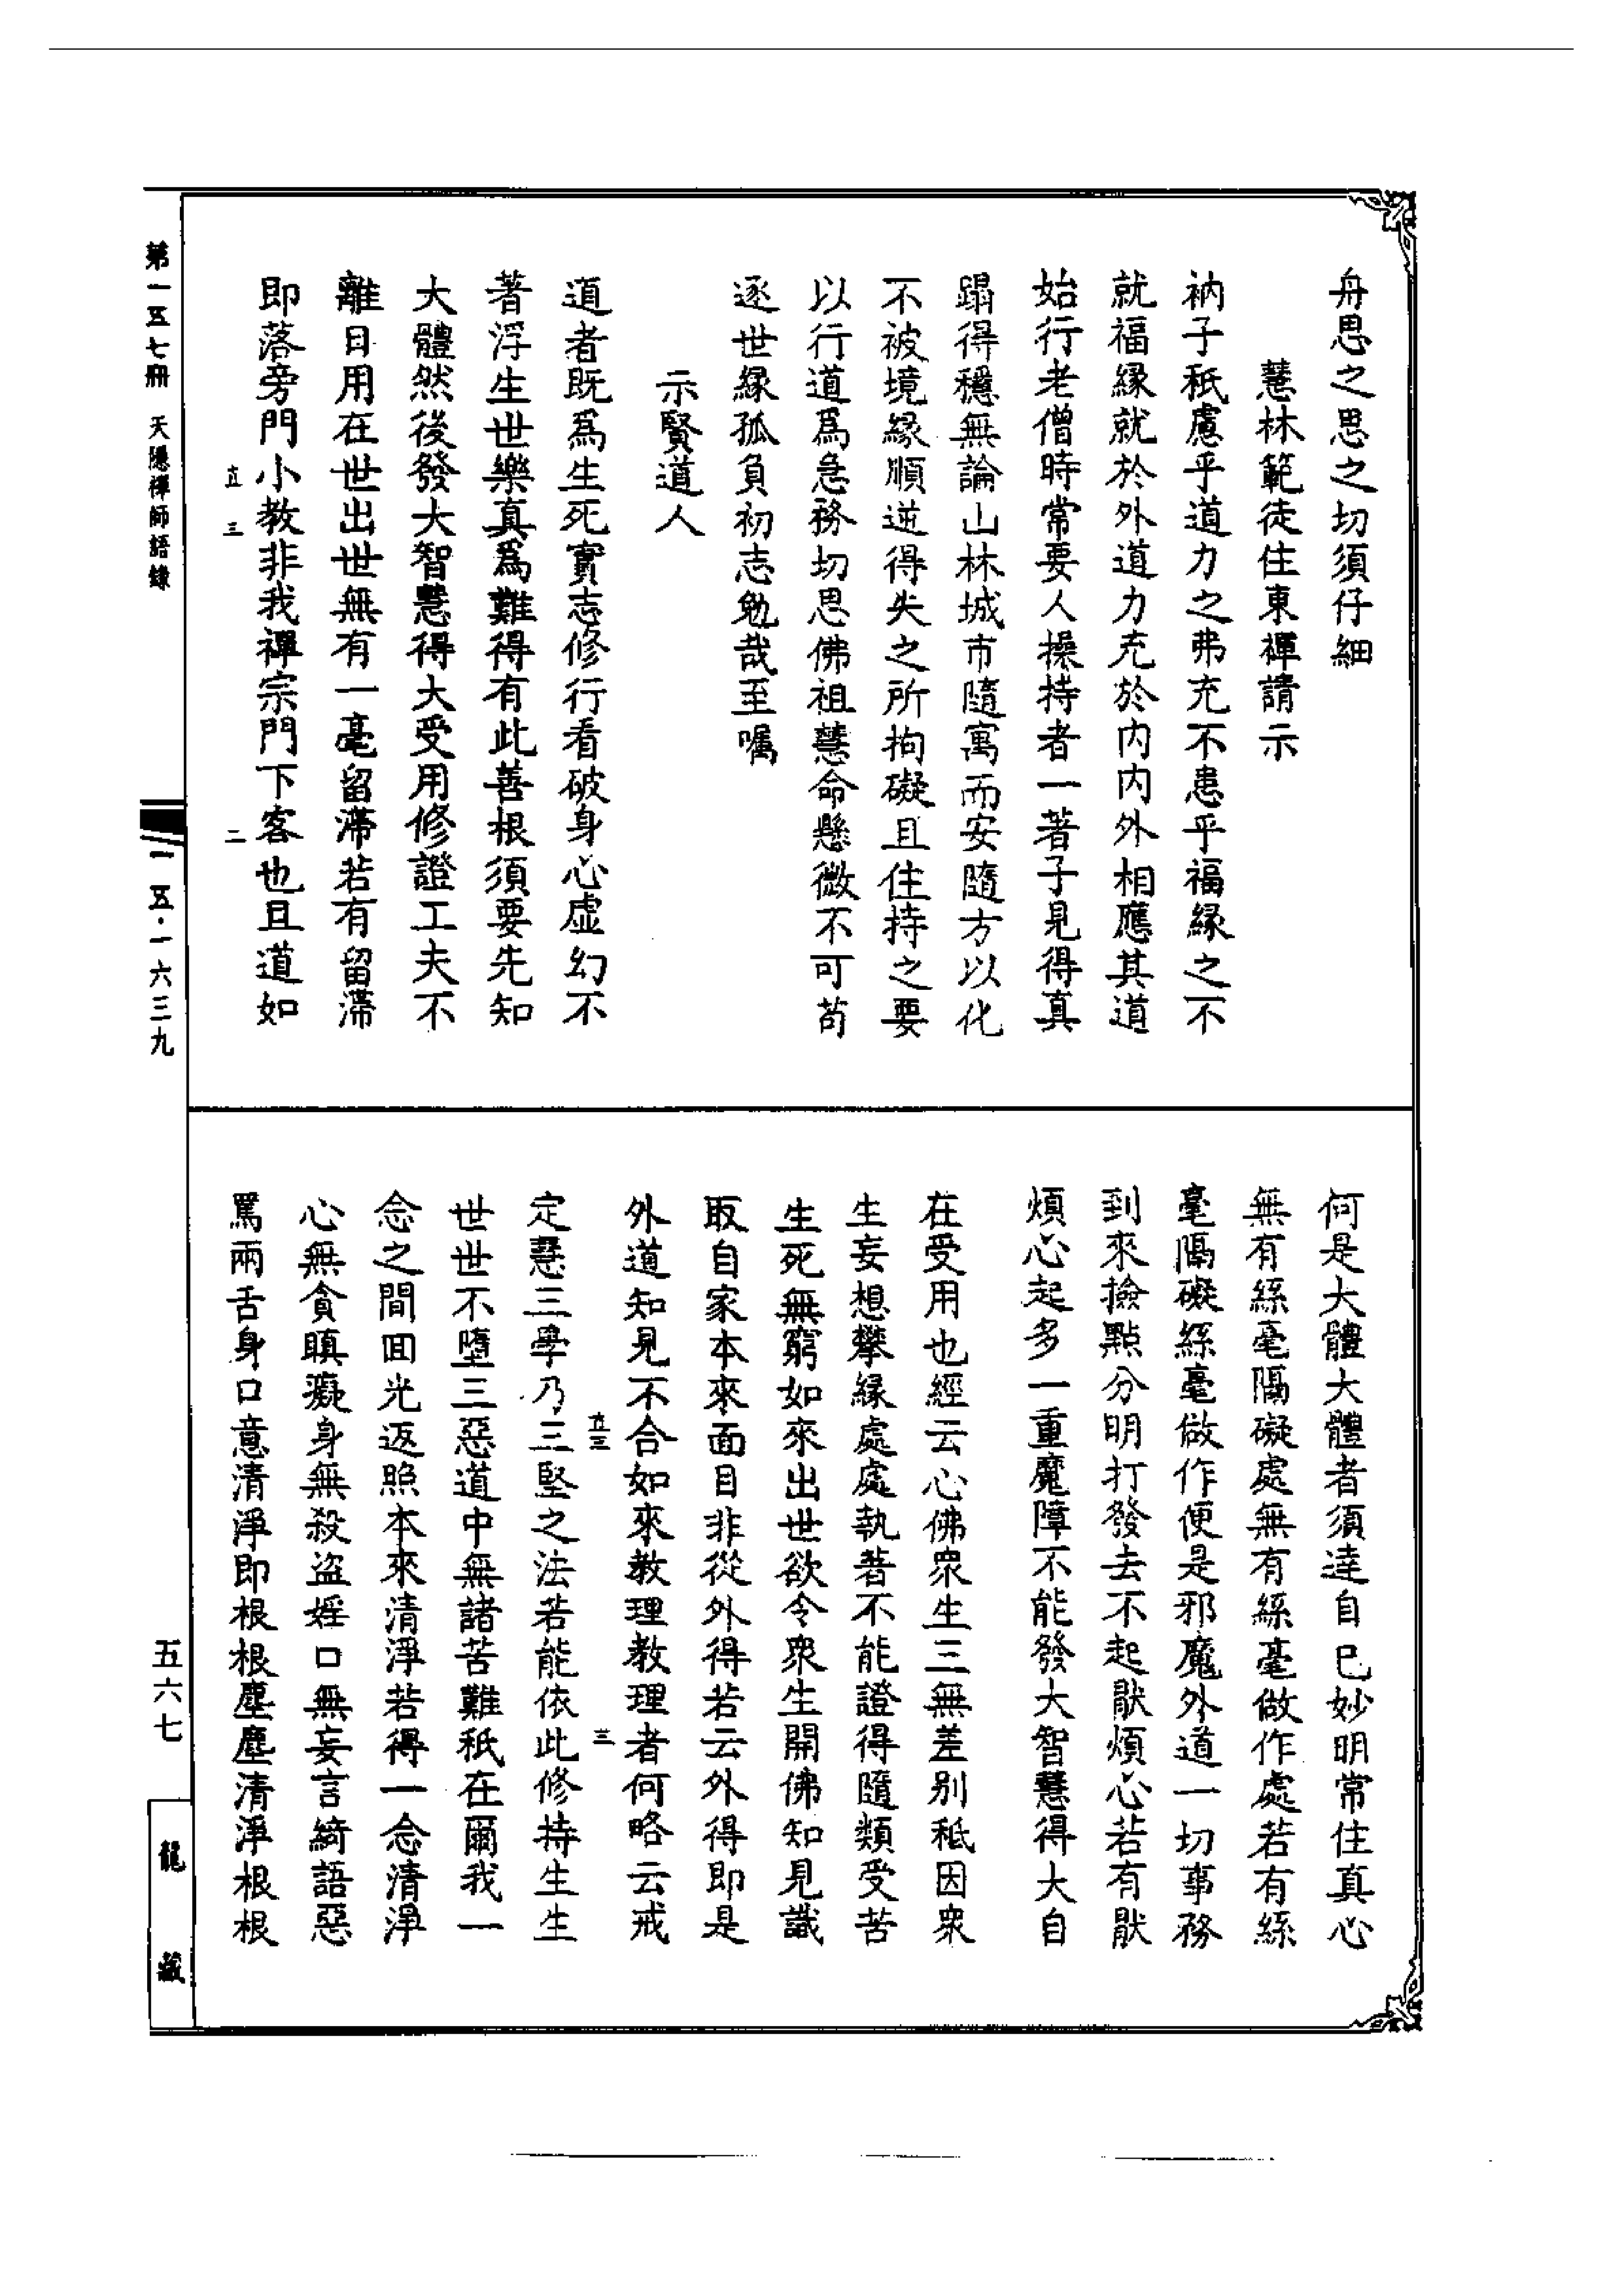 舟思之思之切須仔細
慧林範徒住東禪請示
衲子秖慮乎道力之弗充不患乎福緣之不
就福緣就於外道力充於內內外相應其道
始行老僧時常要人操持者一著子見得真
蹋得穩無論山林城市隨寓而安隨方以化
不被境緣順逆得失之所拘礙且住持之要
以行道為急務切思佛祖慧命懸微不可苟
逐世緣孤負初志勉哉至囑
示賢道人
道者既為生死實志修行看破身心虛幻不
著浮生世樂真為難得有此善根須要先知
大體然後發大智慧得大受用修證工夫不
離日用在世出世無有一毫留滯若有留滯
即落旁門小教非我禪宗門下客也且道如
立 三 二
第一五七冊 天隱禪師語錄
一五·一六三九
何是大體大體者須達自己妙明常住真心
無有絲毫隔礙處無有絲毫做作處若有絲
毫隔礙絲毫做作便是邪魔外道一切事務
到來撿點分明打發去不起猒煩心若有猒
煩心起多一重魔障不能發大智慧得大自
在受用也經云心佛眾生三無差別秖因眾
生妄想攀緣處處執著不能證得隨類受苦
生死無窮如來出世欲令眾生開佛知見識
取自家本來面目非從外得若云外得即是
外道知見不合如來教理教理者何略云戒
立三 三
定慧三學乃三堅之法若能依此修持生生
世世不墮三惡道中無諸苦難秖在爾我一
念之間回光返照本來清淨若得一念清淨
心無貪瞋癡身無殺盜婬口無妄言綺語惡
罵兩舌身口意清淨即根根塵塵清淨根根
五六七
龍藏